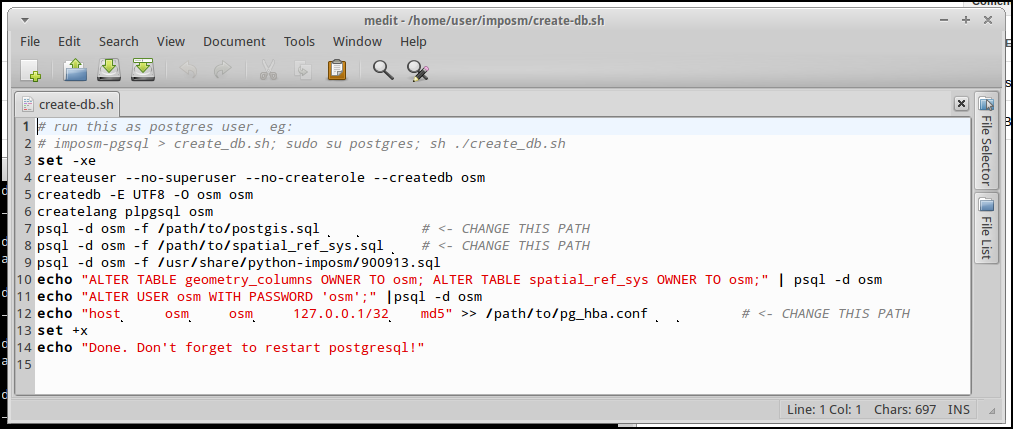 medit - /home/user/imposm/create-db.sh
File Edit Search View Document Tools Window Help
create-db.sh
1 # run this as postgres user, eg:
2 # imposm-pgsql > create_db.sh; sudo su postgres; sh ./create_db.sh
3 set -xe
4 createuser --no-superuser --no-createrole --createdb osm
5 createdb -E UTF8 -O osm osm
6 createlang plpgsql osm
7 psql -d osm -f /path/to/postgis.sql # <- CHANGE THIS PATH
8 psql -d osm -f /path/to/spatial_ref_sys.sql # <- CHANGE THIS PATH
9 psql -d osm -f /usr/share/python-imposm/900913.sql
10 echo "ALTER TABLE geometry_columns OWNER TO osm; ALTER TABLE spatial_ref_sys OWNER TO osm;" | psql -d osm
11 echo "ALTER USER osm WITH PASSWORD 'osm';" |psql -d osm
12 echo "host osm osm 127.0.0.1/32 md5" >> /path/to/pg_hba.conf # <- CHANGE THIS PATH
13 set +x
14 echo "Done. Don't forget to restart postgresql!"
15
File Selector
File List
Line: 1 Col: 1 Chars: 697 INS